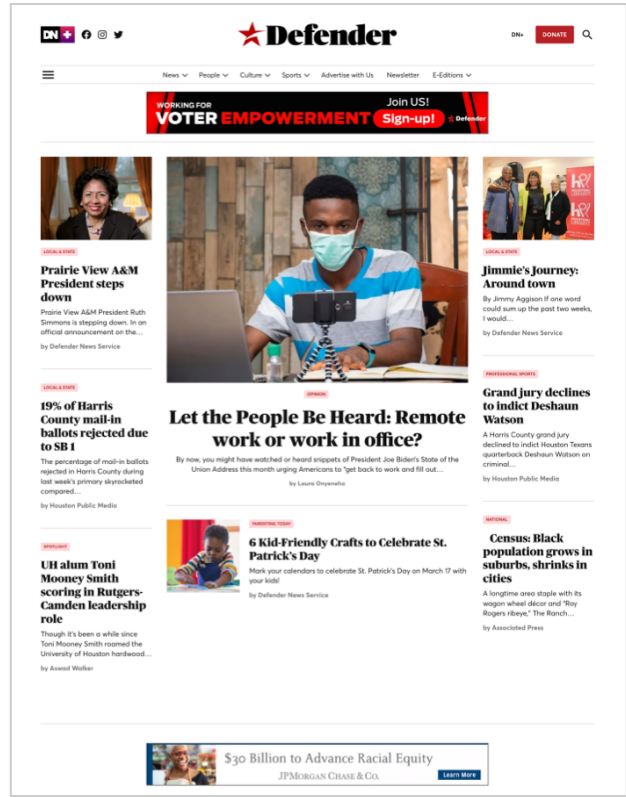 DN +
Defender
DN+
DONATE
News
People
Culture
Sports
Advertise with Us
Newsletter
E-Editions
WORKING FOR
VOTER EMPOWERMENT
Join US!
Sign-up!
Defender
LOCAL & STATE
Prairie View A&M
President steps
down
Prairie View A&M President Ruth
Simmons is stepping down. In an
official announcement on the...
by Defender News Service
LOCAL & STATE
19% of Harris
County mail-in
ballots rejected due
to SB 1
The percentage of mail-in ballots
rejected in Harris County during
last week's primary skyrocketed
compared...
by Houston Public Media
SPOTLIGHT
UH alum Toni
Mooney Smith
scoring in Rutgers-
Camden leadership
role
Though it's been a while since
Toni Mooney Smith roamed the
University of Houston hardwood...
by Aswad Walker
OPINION
Let the People Be Heard: Remote
work or work in office?
By now, you might have watched or heard snippets of President Joe Biden's State of the
Union Address this month urging Americans to "get back to work and fill out...
by Laura Onyeneho
PARENTING TODAY
6 Kid-Friendly Crafts to Celebrate St.
Patrick's Day
Mark your calendars to celebrate St. Patrick's Day on March 17 with
your kids!
by Defender News Service
LOCAL & STATE
Jimmie's Journey:
Around town
By Jimmy Aggison If one word
could sum up the past two weeks,
I would...
by Defender News Service
PROFESSIONAL SPORTS
Grand jury declines
to indict Deshaun
Watson
A Harris County grand jury
declined to indict Houston Texans
quarterback Deshaun Watson on
criminal...
by Houston Public Media
NATIONAL
Census: Black
population grows in
suburbs, shrinks in
cities
A longtime area staple with its
wagon wheel décor and "Roy
Rogers ribeye," The Ranch...
by Associated Press
$30 Billion to Advance Racial Equity
JPMORGAN CHASE & CO.
Learn More